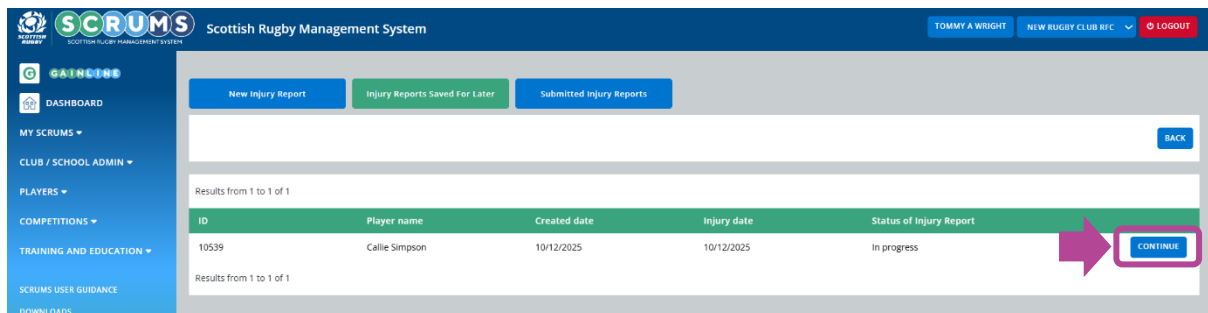 SCOTTISH RUGBY
SCRUMS
SCOTTISH RUGBY MANAGEMENT SYSTEM
Scottish Rugby Management System
TOMMY A WRIGHT
NEW RUGBY CLUB RFC
LOGOUT
G GAINLINE
DASHBOARD
MY SCRUMS
CLUB / SCHOOL ADMIN
PLAYERS
COMPETITIONS
TRAINING AND EDUCATION
SCRUMS USER GUIDANCE
DOWNLOADS
New Injury Report Injury Reports Saved For Later Submitted Injury Reports
BACK
Results from 1 to 1 of 1
ID Player name Created date Injury date Status of Injury Report
10539 Callie Simpson 10/12/2025 10/12/2025 In progress CONTINUE
Results from 1 to 1 of 1